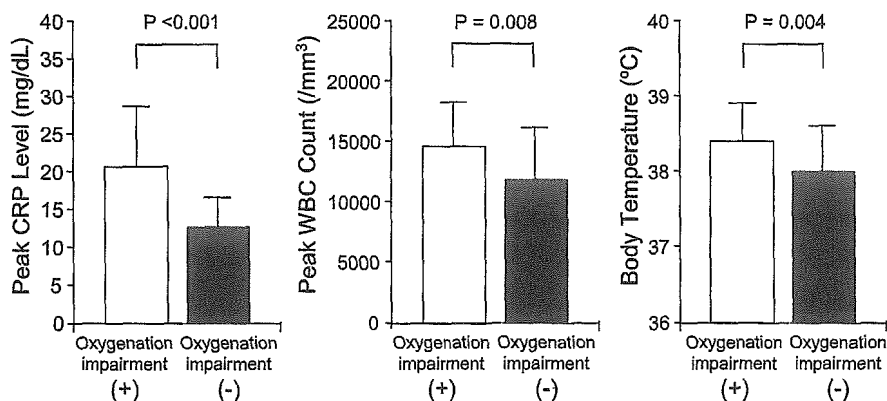 P <0.001
Peak CRP Level (mg/dL)
40
35
30
25
20
15
10
5
0
Oxygenation Oxygenation
impairment impairment
(+) (-)
P = 0.008
Peak WBC Count (/mm³)
25000
20000
15000
10000
5000
0
Oxygenation Oxygenation
impairment impairment
(+) (-)
P = 0.004
Body Temperature (ºC)
40
39
38
37
36
Oxygenation Oxygenation
impairment impairment
(+) (-)